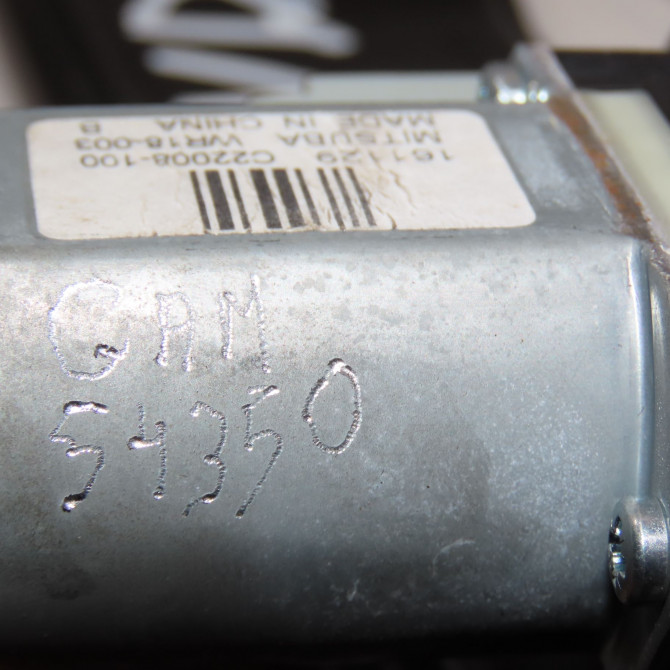 161129 C22008-100
MITSUBA WR18-003
MADE IN CHINA B
GAM
54350